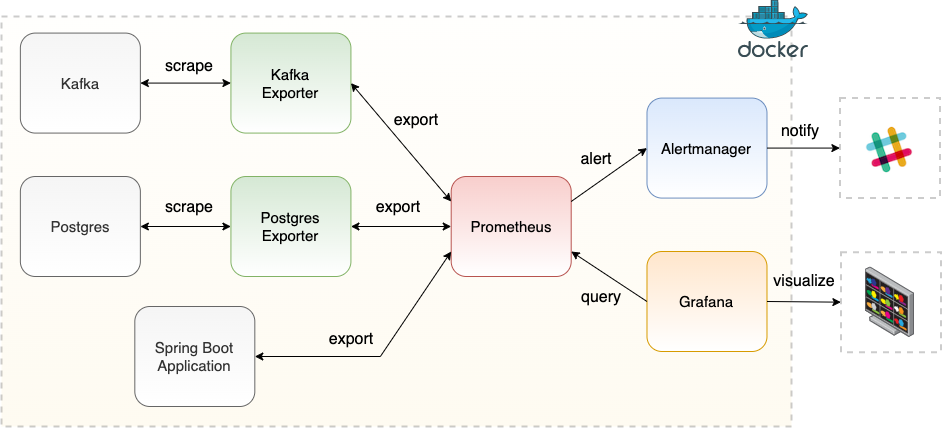 docker
Kafka
scrape
Kafka
Exporter
export
Postgres
scrape
Postgres
Exporter
export
Prometheus
alert
Alertmanager
notify
query
Grafana
visualize
Spring Boot
Application
export